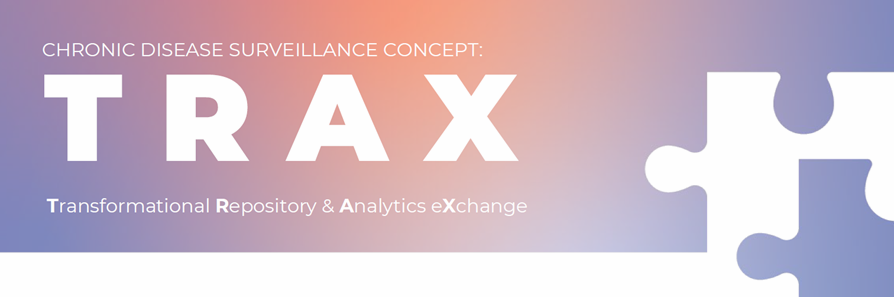 CHRONIC DISEASE SURVEILLANCE CONCEPT:
TRAX
Transformational Repository & Analytics eXchange